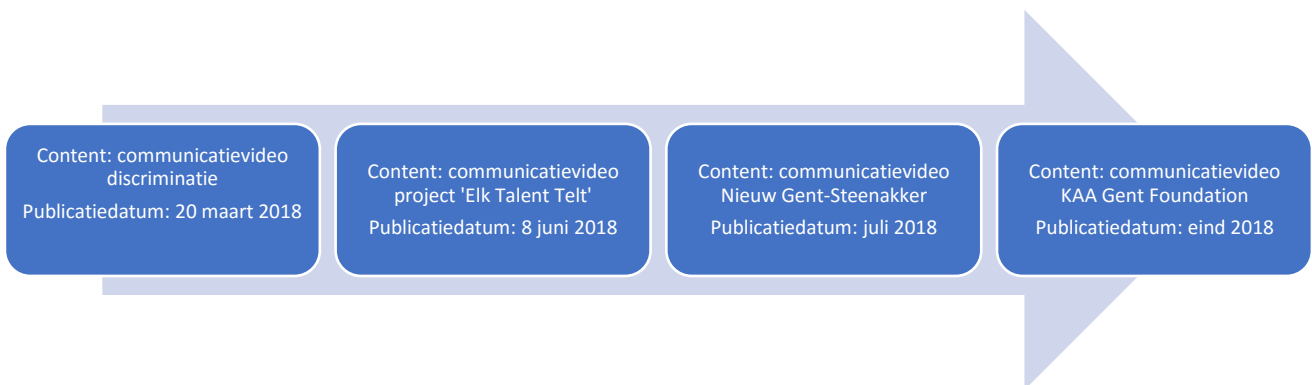 Content: communicatievideo
discriminatie
Publicatiedatum: 20 maart 2018
Content: communicatievideo
project 'Elk Talent Telt'
Publicatiedatum: 8 juni 2018
Content: communicatievideo
Nieuw Gent-Steenakker
Publicatiedatum: juli 2018
Content: communicatievideo
KAA Gent Foundation
Publicatiedatum: eind 2018